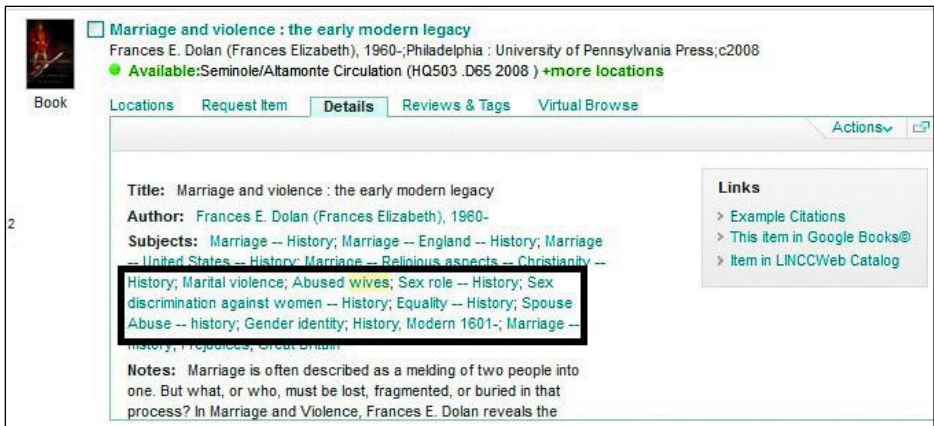 Marriage and violence : the early modern legacy
Frances E. Dolan (Frances Elizabeth), 1960-;Philadelphia : University of Pennsylvania Press;c2008
Available:Seminole/Altamonte Circulation (HQ503 .D65 2008 ) +more locations
Book
Locations Request Item Details Reviews & Tags Virtual Browse
Actions
Title: Marriage and violence : the early modern legacy
Links
Author: Frances E. Dolan (Frances Elizabeth), 1960-
> Example Citations
2
Subjects: Marriage -- History; Marriage -- England -- History; Marriage
> This item in Google Books©
-- United States -- History; Marriage -- Religious aspects -- Christianity --
> Item in LINCCWeb Catalog
History; Marital violence; Abused wives; Sex role -- History; Sex
discrimination against women -- History; Equality -- History; Spouse
Abuse -- history; Gender identity; History, Modern 1601-; Marriage --
history; Prejudices; Great Britain
Notes: Marriage is often described as a melding of two people into
one. But what, or who, must be lost, fragmented, or buried in that
process? In Marriage and Violence, Frances E. Dolan reveals the